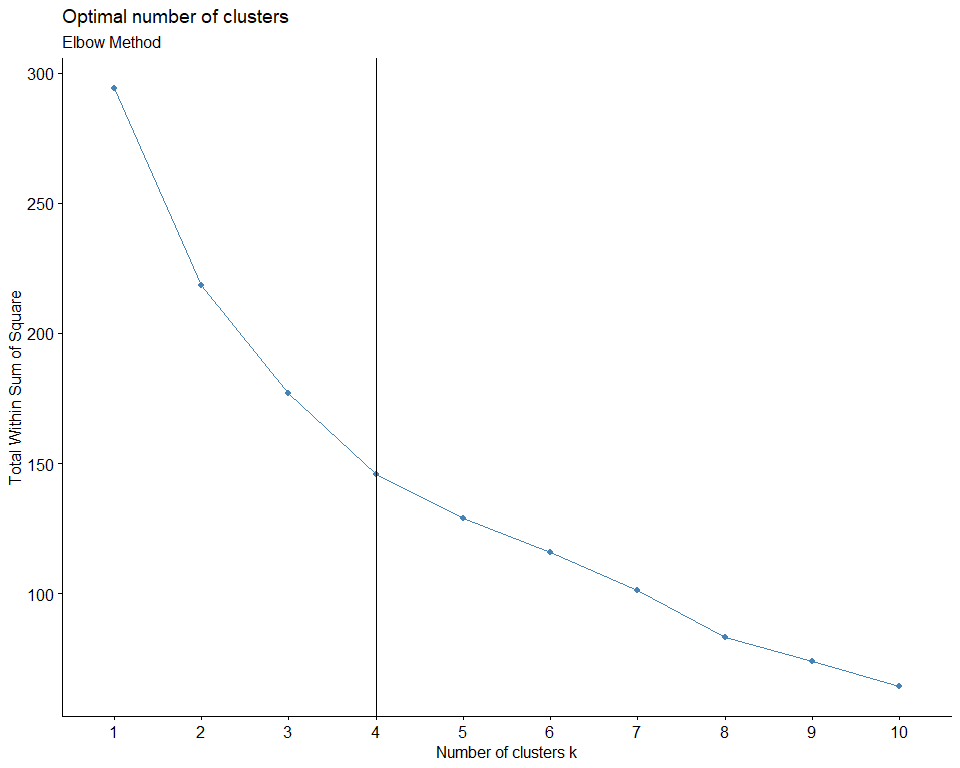 Optimal number of clusters
Elbow Method
Total Within Sum of Square
300
250
200
150
100
1 2 3 4 5 6 7 8 9 10
Number of clusters k